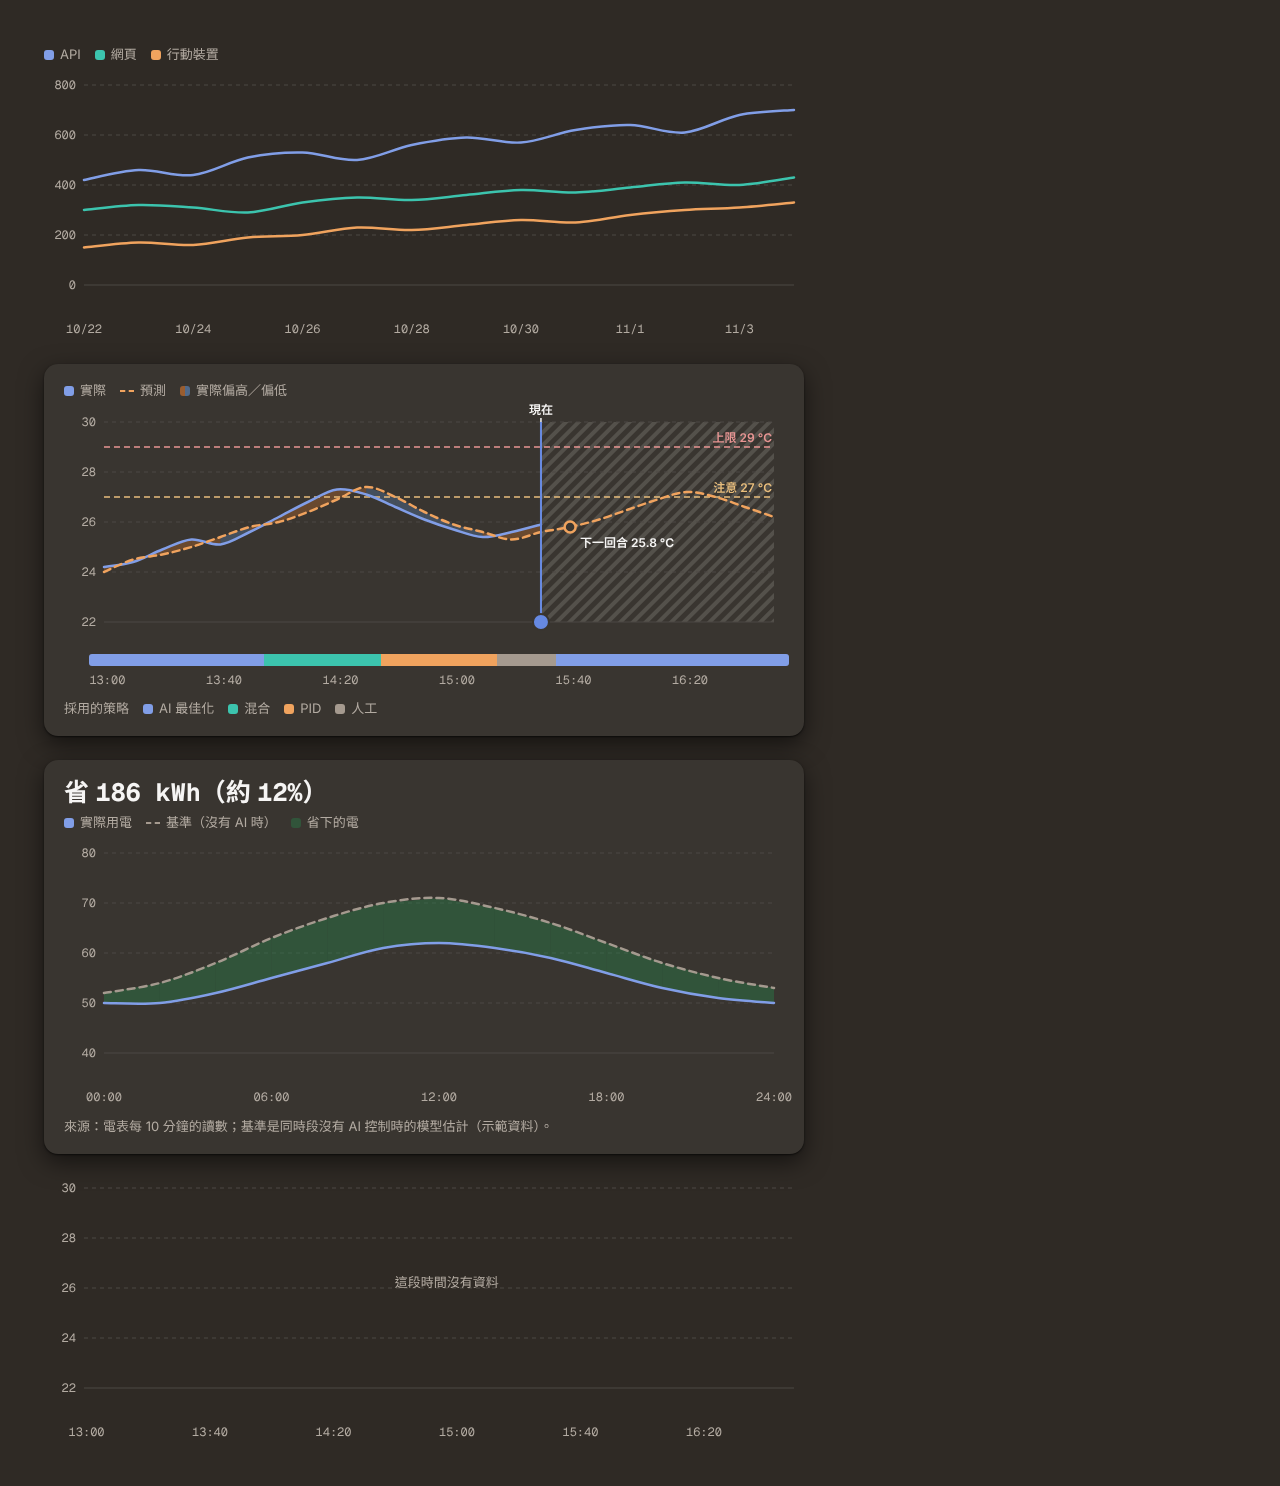 API 網頁 行動裝置
800
600
400
200
0
10/22 10/24 10/26 10/28 10/30 11/1 11/3
實際 預測 實際偏高／偏低
現在
30
上限 29 °C
28
注意 27 °C
26
下一回合 25.8 °C
24
22
13:00 13:40 14:20 15:00 15:40 16:20
採用的策略 AI 最佳化 混合 PID 人工
省 186 kWh（約 12%）
實際用電 基準（沒有 AI 時） 省下的電
80
70
60
50
40
00:00 06:00 12:00 18:00 24:00
來源：電表每 10 分鐘的讀數；基準是同時段沒有 AI 控制時的模型估計（示範資料）。
30
28
這段時間沒有資料
26
24
22
13:00 13:40 14:20 15:00 15:40 16:20